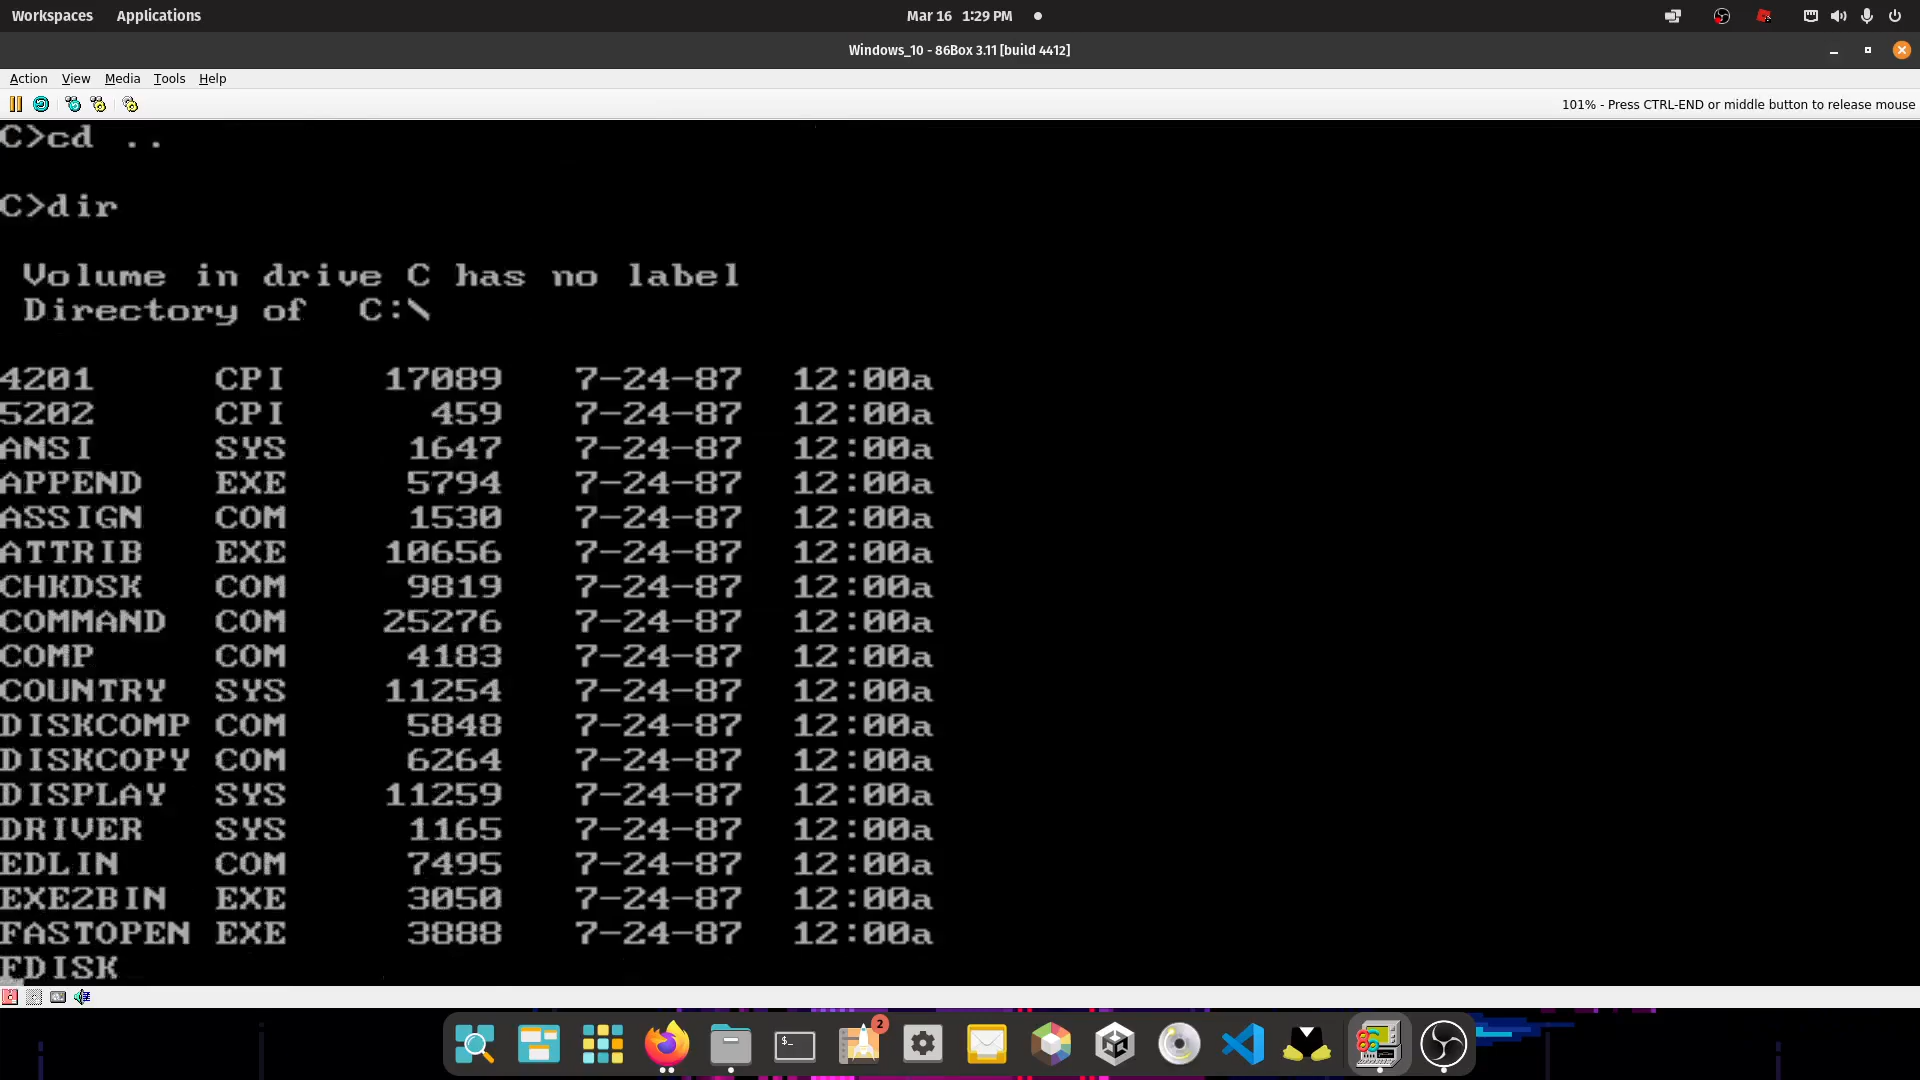 Workspaces Applications Mar 16 1:29 PM
Windows_10 - 86Box 3.11 [build 4412]
Action View Media Tools Help
101% - Press CTRL-END or middle button to release mouse
C>cd ..
C>dir
Volume in drive C has no label
Directory of C:\
4201 CPI 17089 7-24-87 12:00a
5202 CPI 459 7-24-87 12:00a
ANSI SYS 1647 7-24-87 12:00a
APPEND EXE 5794 7-24-87 12:00a
ASSIGN COM 1530 7-24-87 12:00a
ATTRIB EXE 10656 7-24-87 12:00a
CHKDSK COM 9819 7-24-87 12:00a
COMMAND COM 25276 7-24-87 12:00a
COMP COM 4183 7-24-87 12:00a
COUNTRY SYS 11254 7-24-87 12:00a
DISKCOMP COM 5848 7-24-87 12:00a
DISKCOPY COM 6264 7-24-87 12:00a
DISPLAY SYS 11259 7-24-87 12:00a
DRIVER SYS 1165 7-24-87 12:00a
EDLIN COM 7495 7-24-87 12:00a
EXE2BIN EXE 3050 7-24-87 12:00a
FASTOPEN EXE 3888 7-24-87 12:00a
FDISK
$_
2
86